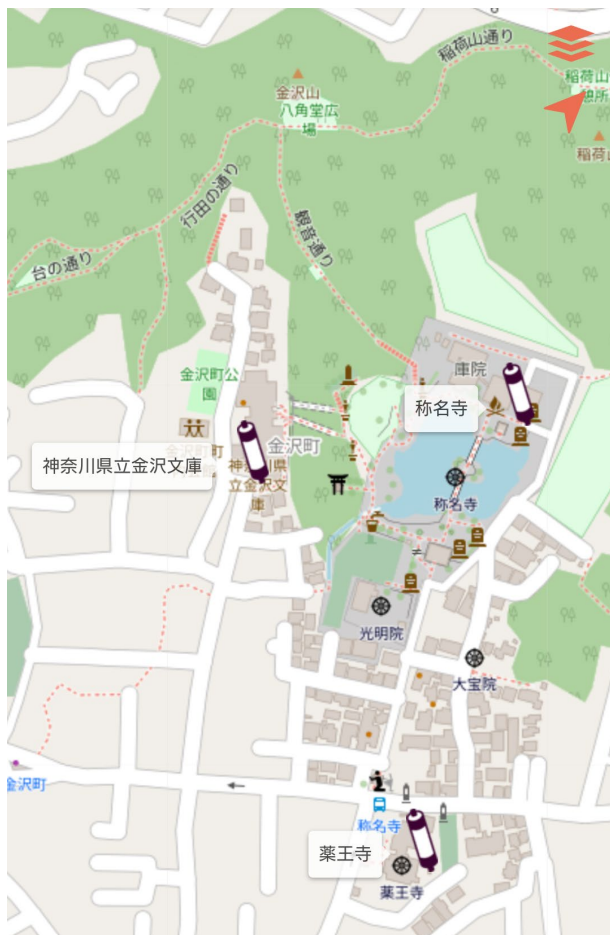 稲荷山通り
稲荷山
憩所
稲荷山
金沢山
八角堂広
場
行田の通り
観音通り
台の通り
金沢町公
園
庫院
称名寺
金沢町
神奈川県立金沢文庫
神奈川県
立金沢文
庫
称名寺
光明院
大宝院
金沢町
称名寺
薬王寺
薬王寺